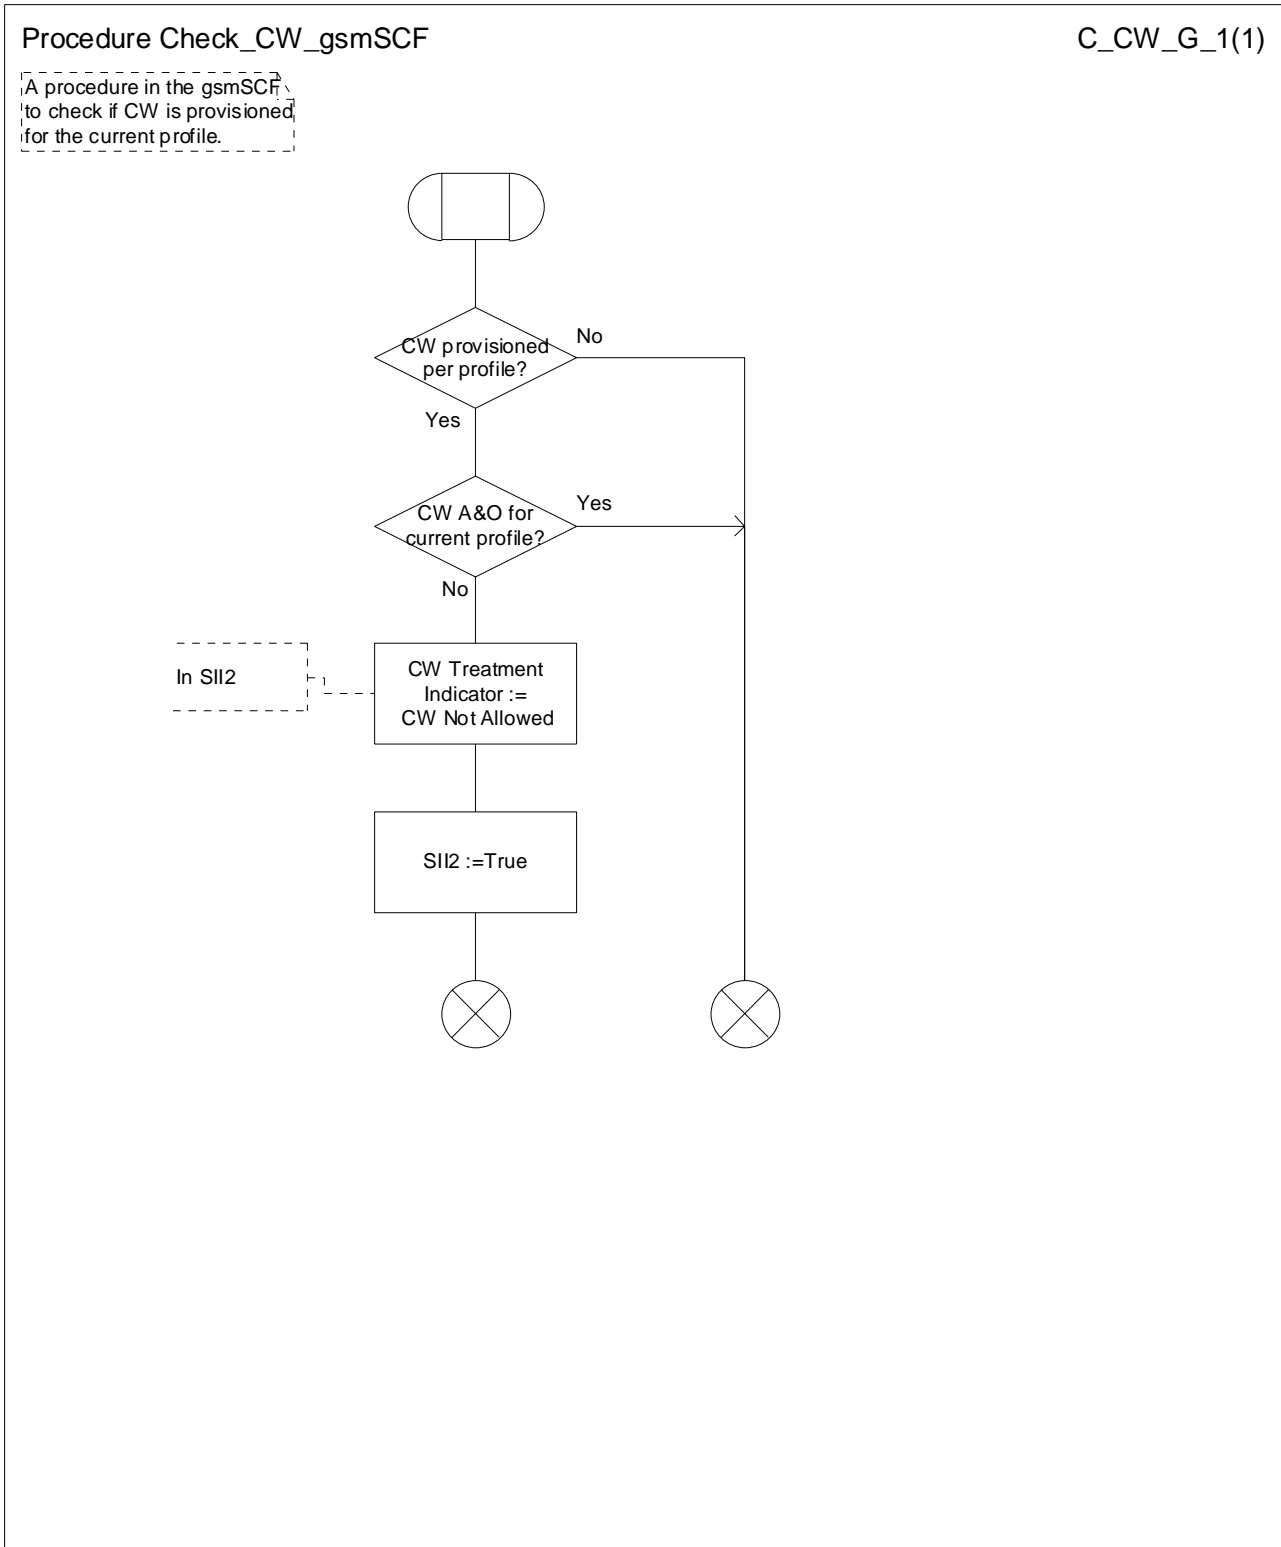 Procedure Check_CW_gsmSCF
C_CW_G_1(1)
A procedure in the gsmSCF
to check if CW is provisioned
for the current profile.
CW provisioned
per profile?
No
Yes
CW A&O for
current profile?
Yes
No
In SII2
CW Treatment
Indicator :=
CW Not Allowed
SII2 :=True